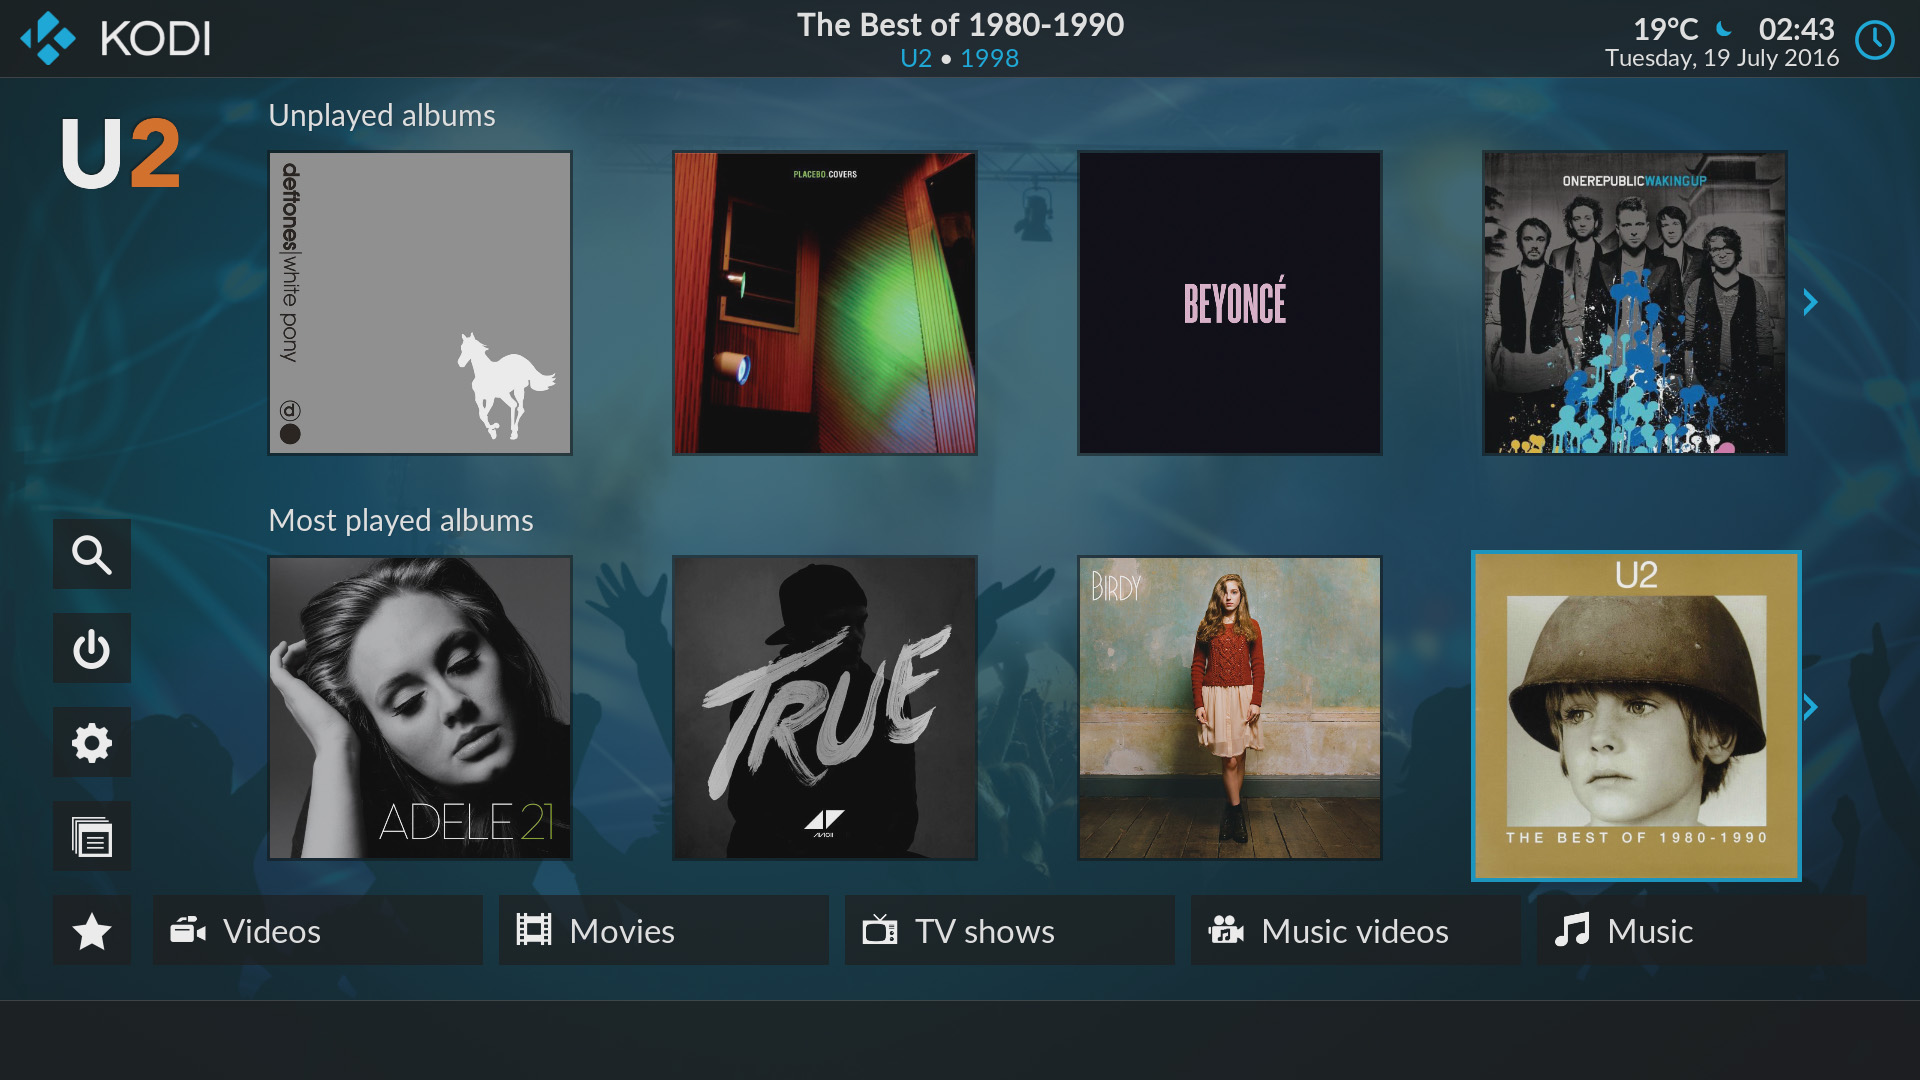 KODI
The Best of 1980-1990
U2 • 1998
19°C 02:43
Tuesday, 19 July 2016
U2
Unplayed albums
deftones|white pony
d
PLACEBO.COVERS
BEYONCÉ
ONEREPUBLICWAKINGUP
Most played albums
ADELE 21
TRUE
AVICII
BIRDY
U2
THE BEST OF 1980-1990
Videos
Movies
TV shows
Music videos
Music